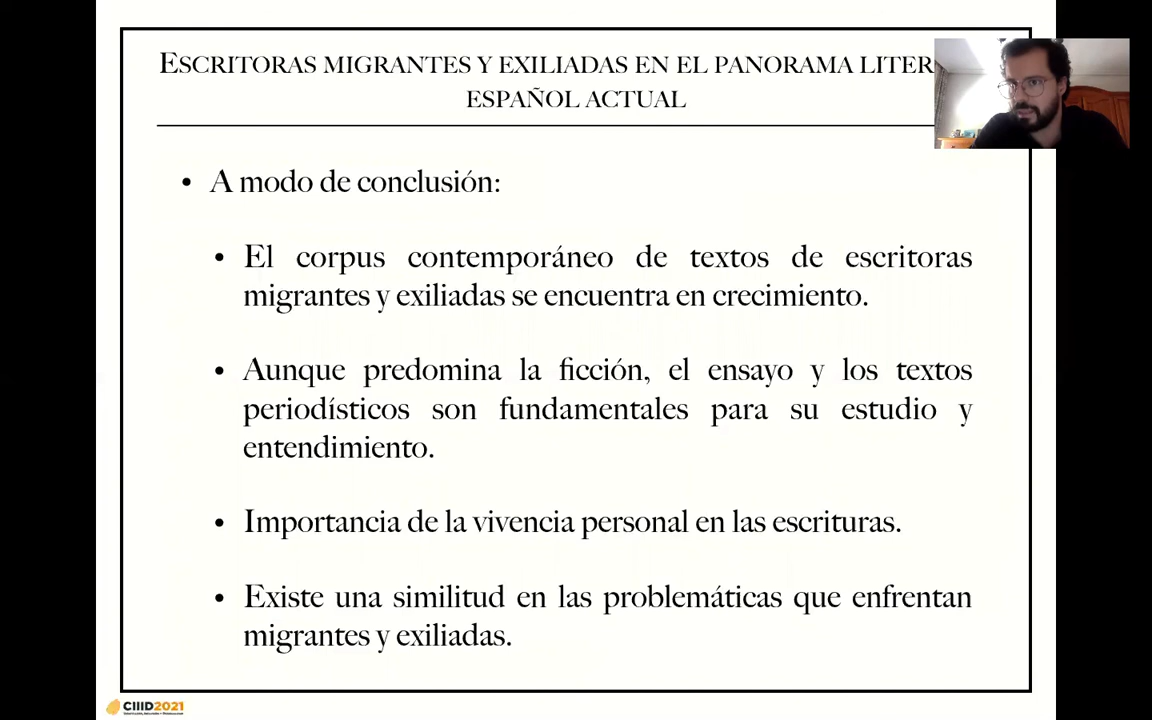 ESCRITORAS MIGRANTES Y EXILIADAS EN EL PANORAMA LITER
ESPAÑOL ACTUAL
• A modo de conclusión:
• El corpus contemporáneo de textos de escritoras
migrantes y exiliadas se encuentra en crecimiento.
• Aunque predomina la ficción, el ensayo y los textos
periodísticos son fundamentales para su estudio y
entendimiento.
• Importancia de la vivencia personal en las escrituras.
• Existe una similitud en las problemáticas que enfrentan
migrantes y exiliadas.
CIIID2021